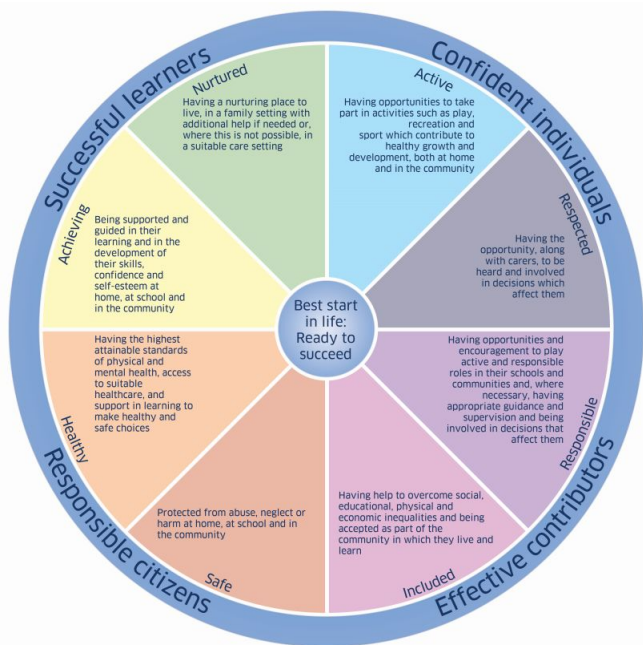 Successful learners
Confident individuals
Nurtured
Having a nurturing place to
live, in a family setting with
additional help if needed or,
where this is not possible, in
a suitable care setting
Active
Having opportunities to take
part in activities such as play,
recreation and
sport which contribute to
healthy growth and
development, both at home
and in the community
Achieving
Being supported and
guided in their
learning and in the
development of
their skills,
confidence and
self-esteem at
home, at school and
in the community
Respected
Having the
opportunity, along
with carers, to be
heard and involved
in decisions which
affect them
Best start
in life:
Ready to
succeed
Healthy
Having the highest
attainable standards
of physical and
mental health, access
to suitable
healthcare, and
support in learning to
make healthy and
safe choices
Responsible
Having opportunities and
encouragement to play
active and responsible
roles in their schools and
communities and, where
necessary, having
appropriate guidance and
supervision and being
involved in decisions that
affect them
Protected from abuse, neglect or
harm at home, at school and in
the community
Safe
Having help to overcome social,
educational, physical and
economic inequalities and being
accepted as part of the
community in which they live and
learn
Included
Responsible citizens
Effective contributors